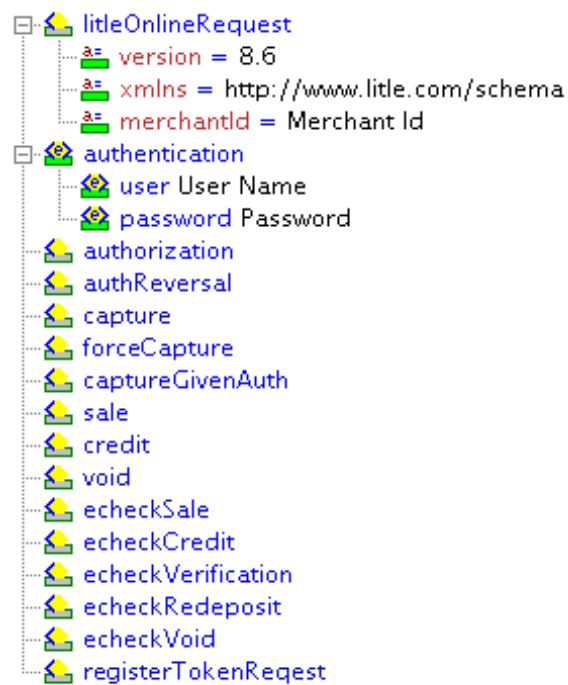 litleOnlineRequest
a= version = 8.6
a= xmlns = http://www.litle.com/schema
a= merchantId = Merchant Id
e authentication
e user User Name
e password Password
authorization
authReversal
capture
forceCapture
captureGivenAuth
sale
credit
void
echeckSale
echeckCredit
echeckVerification
echeckRedeposit
echeckVoid
registerTokenReqest